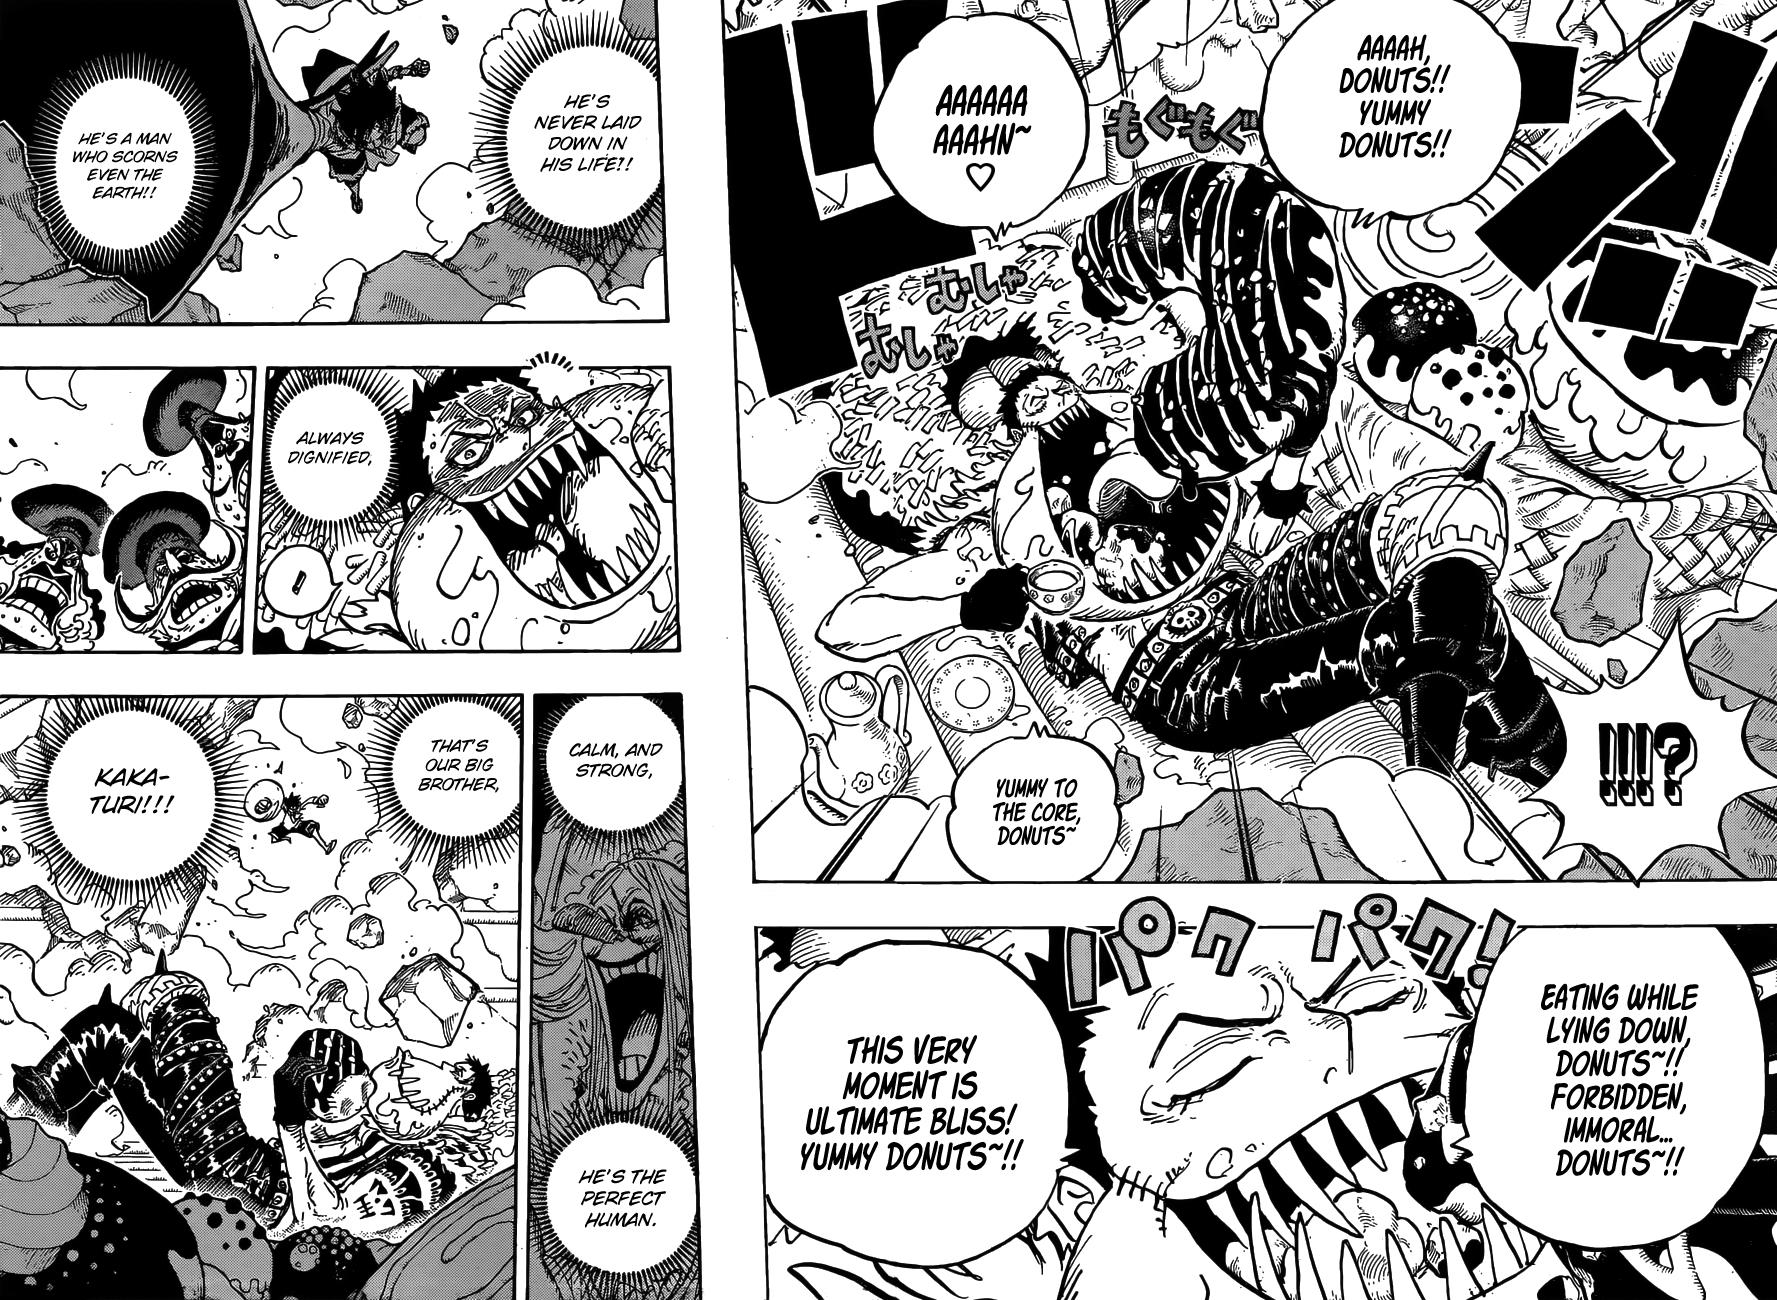 AAAAH,
DONUTS!!
YUMMY
DONUTS!!
もぐもぐ
AAAAAA
AAAHN~
♡
むしゃ
むしゃ
YUMMY TO
THE CORE,
DONUTS~
!!!?
パク パク!
EATING WHILE
LYING DOWN,
DONUTS~!!
FORBIDDEN,
IMMORAL...
DONUTS~!!
THIS VERY
MOMENT IS
ULTIMATE BLISS!
YUMMY DONUTS~!!
HE'S
NEVER LAID
DOWN IN
HIS LIFE?!
HE'S A MAN
WHO SCORNS
EVEN THE
EARTH!!
ALWAYS
DIGNIFIED,
CALM, AND
STRONG,
HE'S THE
PERFECT
HUMAN.
THAT'S
OUR BIG
BROTHER,
KAKA-
TURI!!!